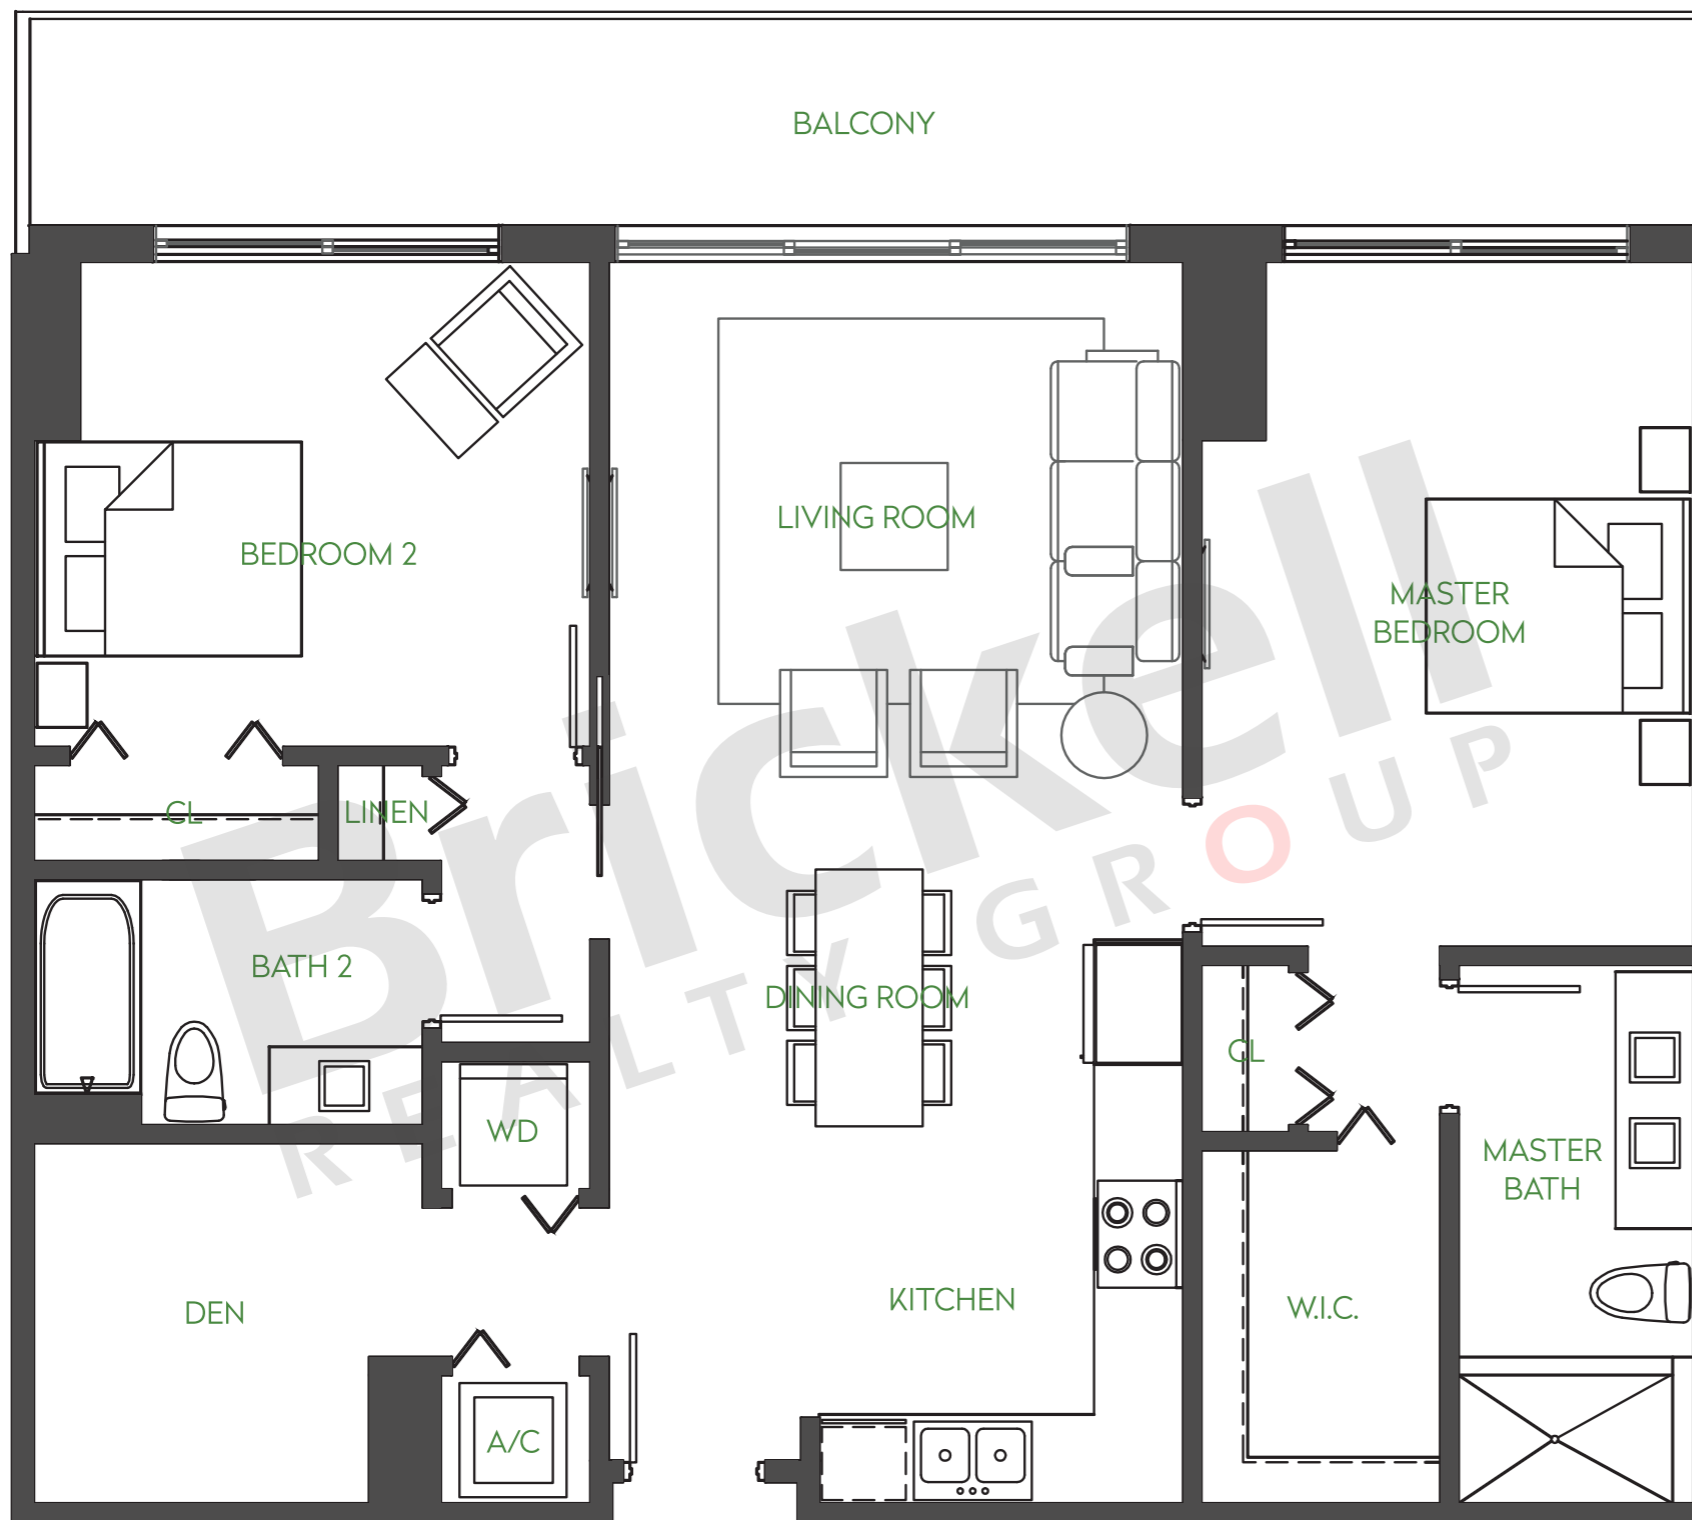 BALCONY
LIVING ROOM
BEDROOM 2
MASTER
BEDROOM
CL
LINEN
BATH 2
DINING ROOM
CL
WD
MASTER
BATH
DEN
KITCHEN
W.I.C.
A/C
Brickell
REALTY GROUP